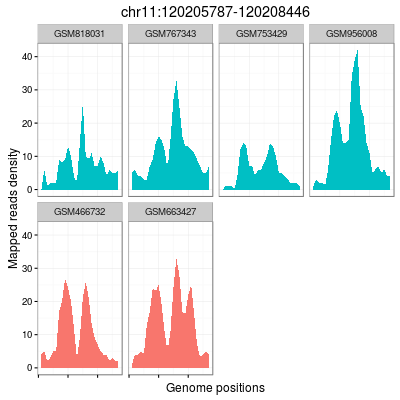 chr11:120205787-120208446
GSM818031 GSM767343 GSM753429 GSM956008
40
30
20
10
0
GSM466732 GSM663427
40
30
20
10
0
Mapped reads density
Genome positions